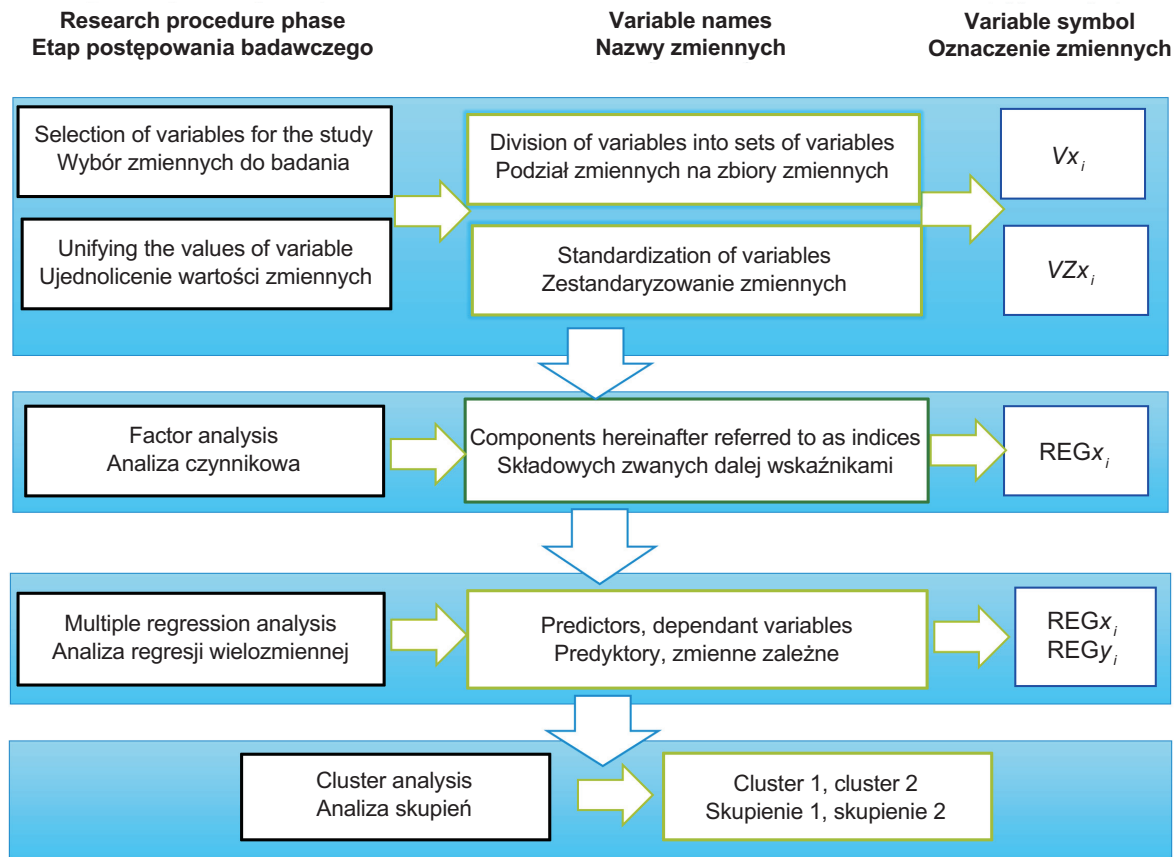 Research procedure phase
Etap postępowania badawczego
Variable names
Nazwy zmiennych
Variable symbol
Oznaczenie zmiennych
Selection of variables for the study
Wybór zmiennych do badania
Unifying the values of variable
Ujednolicenie wartości zmiennych
Division of variables into sets of variables
Podział zmiennych na zbiory zmiennych
Standardization of variables
Zestandaryzowanie zmiennych
Vx_i
VZx_i
Factor analysis
Analiza czynnikowa
Components hereinafter referred to as indices
Składowych zwanych dalej wskaźnikami
REGx_i
Multiple regression analysis
Analiza regresji wielozmiennej
Predictors, dependant variables
Predyktory, zmienne zależne
REGx_i
REGy_i
Cluster analysis
Analiza skupień
Cluster 1, cluster 2
Skupienie 1, skupienie 2